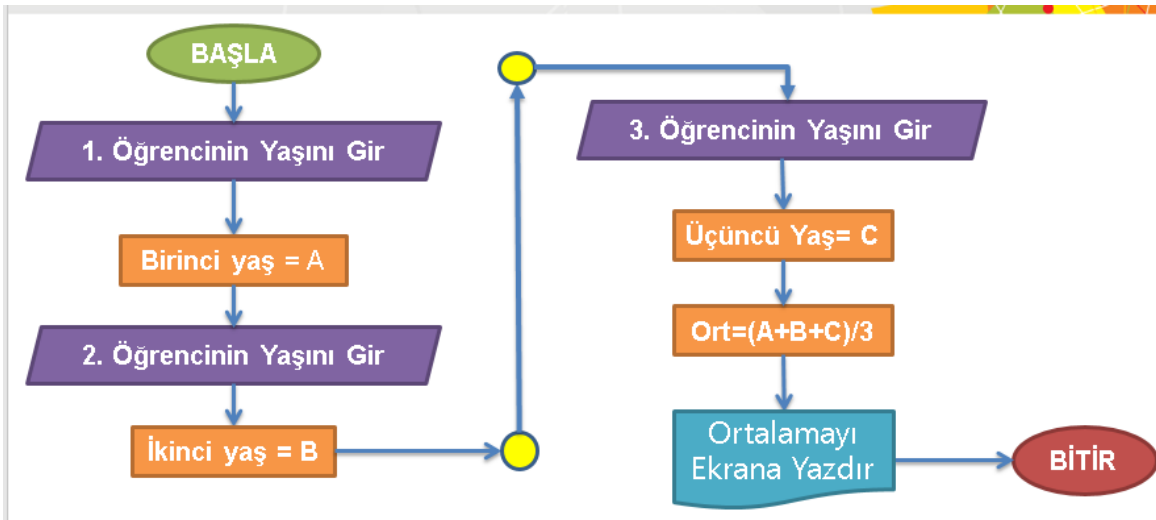 BAŞLA
1. Öğrencinin Yaşını Gir
Birinci yaş = A
2. Öğrencinin Yaşını Gir
İkinci yaş = B
3. Öğrencinin Yaşını Gir
Üçüncü Yaş= C
Ort=(A+B+C)/3
Ortalamayı
Ekrana Yazdır
BİTİR